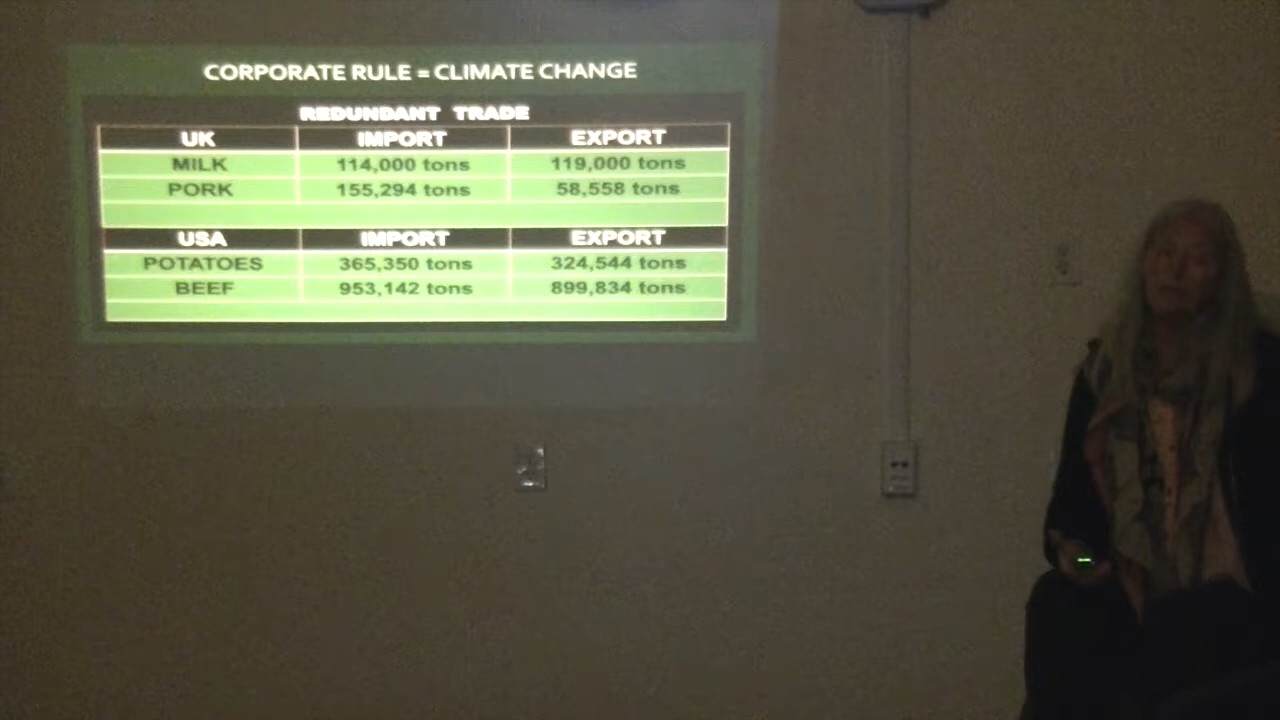 CORPORATE RULE = CLIMATE CHANGE
REDUNDANT TRADE
UK IMPORT EXPORT
MILK 114,000 tons 119,000 tons
PORK 155,294 tons 58,558 tons
USA IMPORT EXPORT
POTATOES 365,350 tons 324,544 tons
BEEF 953,142 tons 899,834 tons